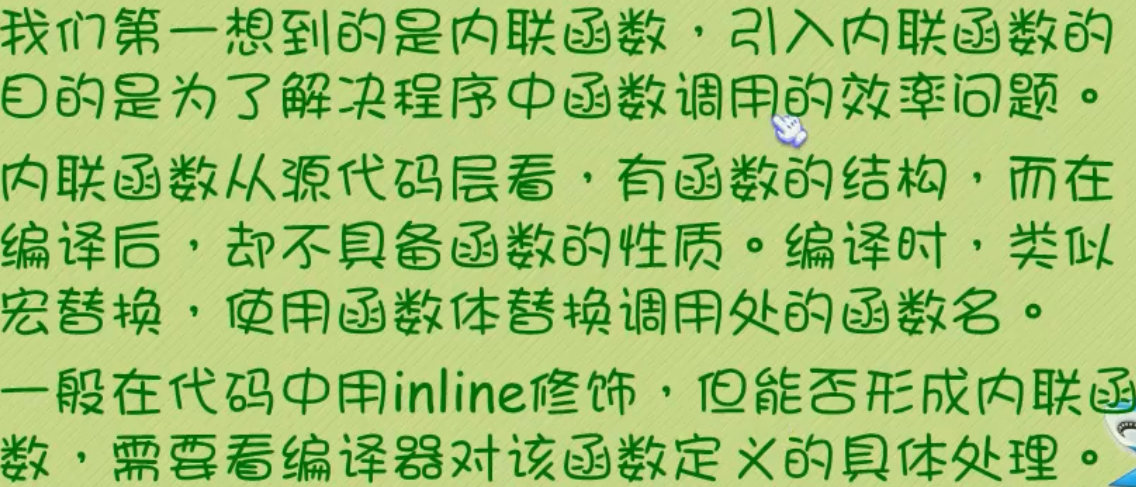 我们第一想到的是内联函数，引入内联函数的
目的是为了解决程序中函数调用的效率问题。
内联函数从源代码层看，有函数的结构，而在
编译后，却不具备函数的性质。编译时，类似
宏替换，使用函数体替换调用处的函数名。
一般在代码中用inline修饰，但能否形成内联函
数，需要看编译器对该函数定义的具体处理。